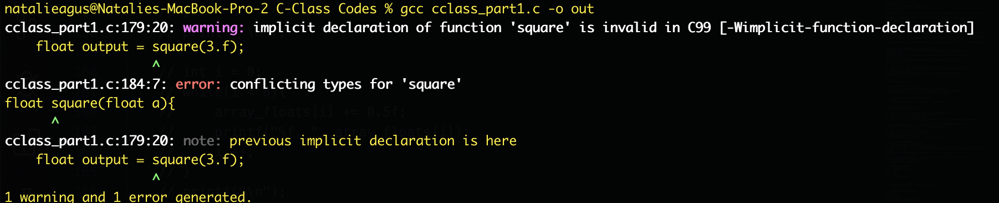 natalieagus@Natalies-MacBook-Pro-2 C-Class Codes % gcc cclass_part1.c -o out
cclass_part1.c:179:20: warning: implicit declaration of function 'square' is invalid in C99 [-Wimplicit-function-declaration]
    float output = square(3.f);
                   ^
cclass_part1.c:184:7: error: conflicting types for 'square'
float square(float a){
      ^
cclass_part1.c:179:20: note: previous implicit declaration is here
    float output = square(3.f);
                   ^
1 warning and 1 error generated.